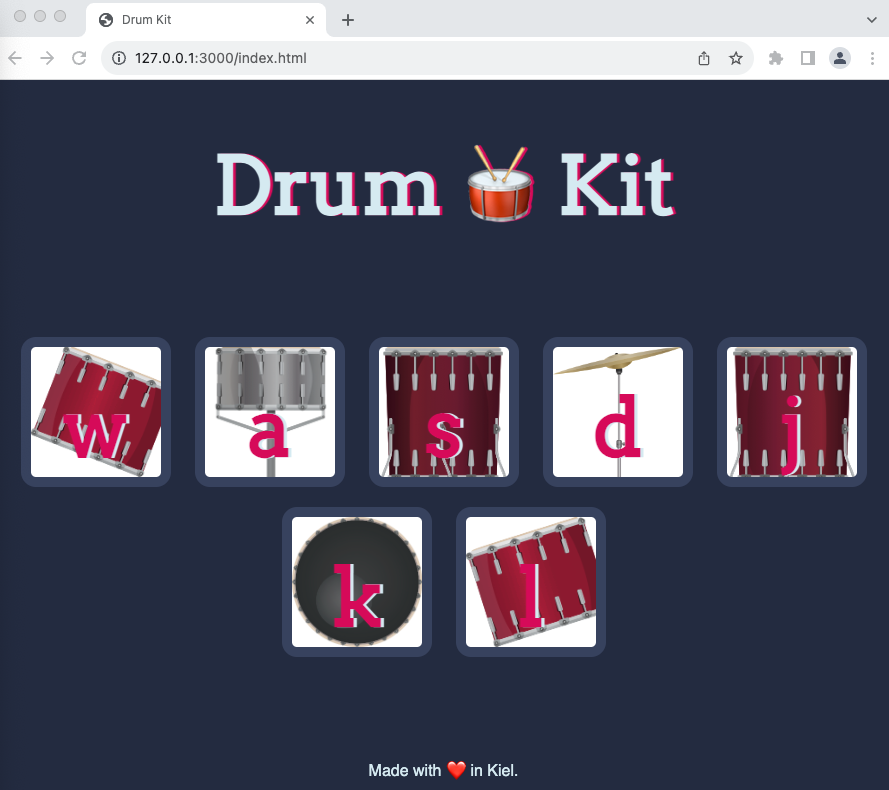 Drum Kit
127.0.0.1:3000/index.html
Drum 🥁 Kit
w a s d j
k l
Made with ❤️ in Kiel.